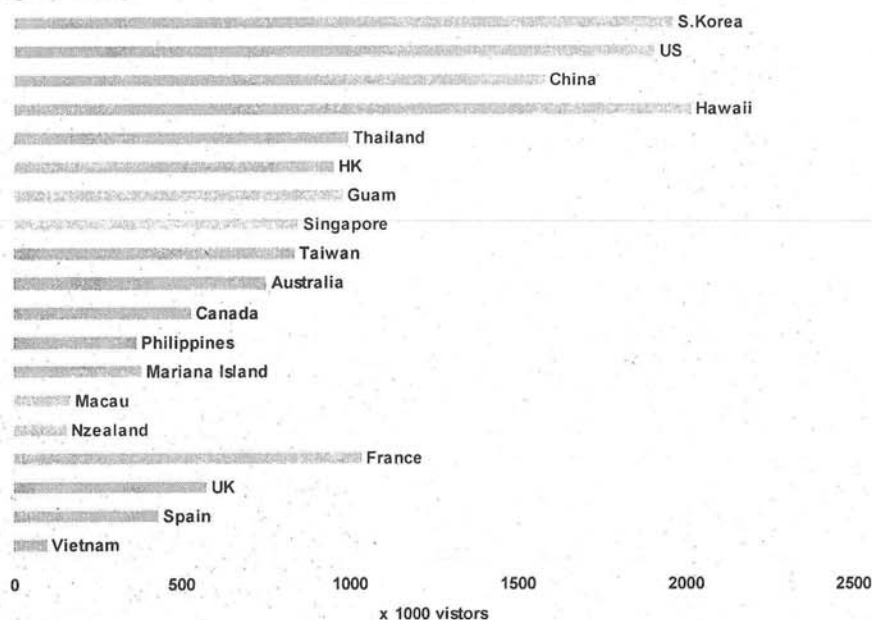 S.Korea
US
China
Hawaii
Thailand
HK
Guam
Singapore
Taiwan
Australia
Canada
Philippines
Mariana Island
Macau
Nzealand
France
UK
Spain
Vietnam
0 500 1000 1500 2000 2500
x 1000 vistors